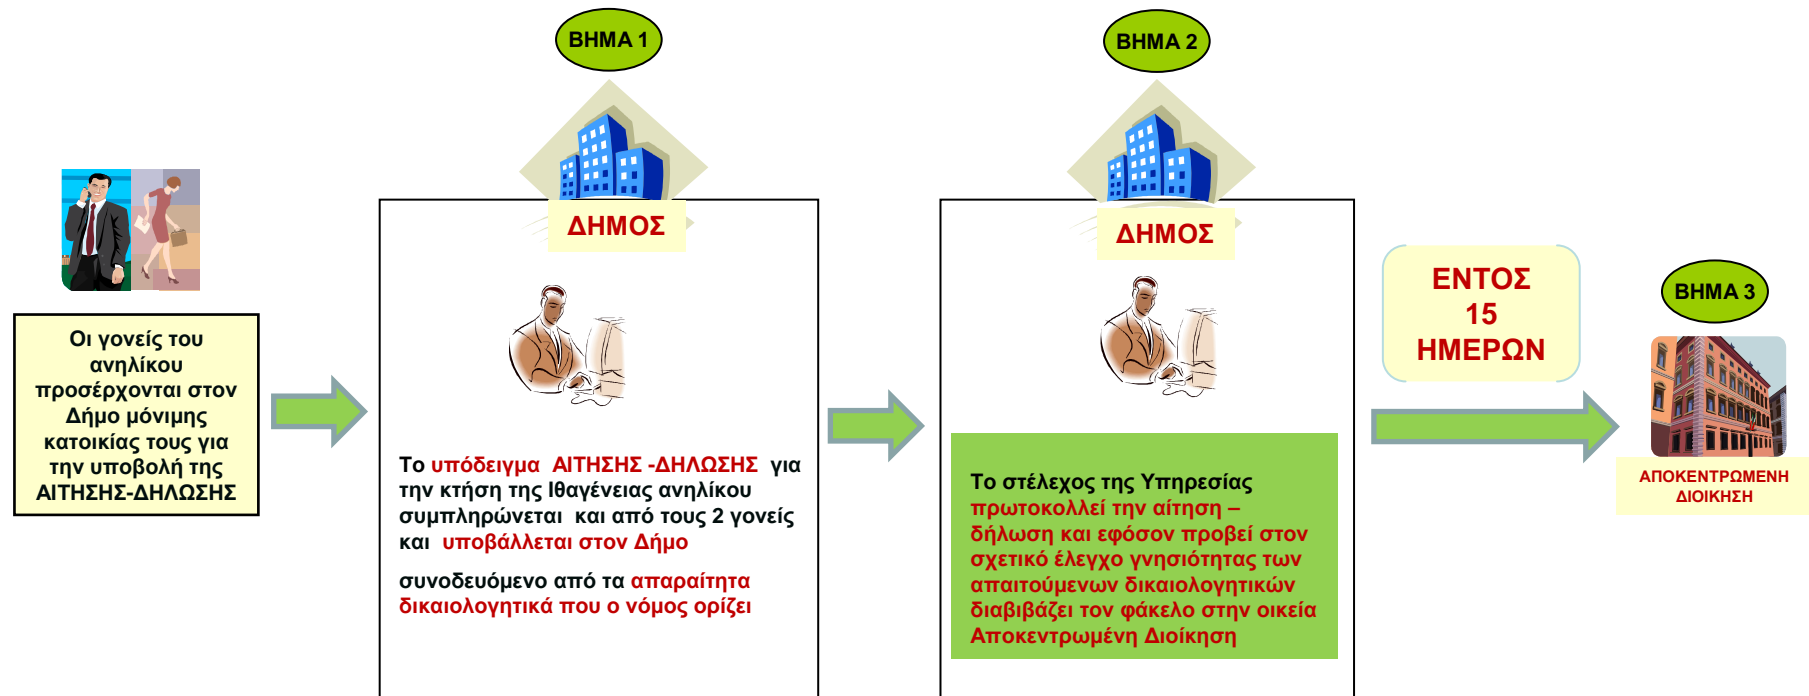 Οι γονείς του
ανηλίκου
προσέρχονται στον
Δήμο μόνιμης
κατοικίας τους για
την υποβολή της
ΑΙΤΗΣΗΣ-ΔΗΛΩΣΗΣ
ΒΗΜΑ 1
ΔΗΜΟΣ
Το υπόδειγμα ΑΙΤΗΣΗΣ -ΔΗΛΩΣΗΣ για
την κτήση της Ιθαγένειας ανηλίκου
συμπληρώνεται και από τους 2 γονείς
και υποβάλλεται στον Δήμο
συνοδευόμενο από τα απαραίτητα
δικαιολογητικά που ο νόμος ορίζει
ΒΗΜΑ 2
ΔΗΜΟΣ
Το στέλεχος της Υπηρεσίας
πρωτοκολλεί την αίτηση –
δήλωση και εφόσον προβεί στον
σχετικό έλεγχο γνησιότητας των
απαιτούμενων δικαιολογητικών
διαβιβάζει τον φάκελο στην οικεία
Αποκεντρωμένη Διοίκηση
ΕΝΤΟΣ
15
ΗΜΕΡΩΝ
ΒΗΜΑ 3
ΑΠΟΚΕΝΤΡΩΜΕΝΗ
ΔΙΟΙΚΗΣΗ